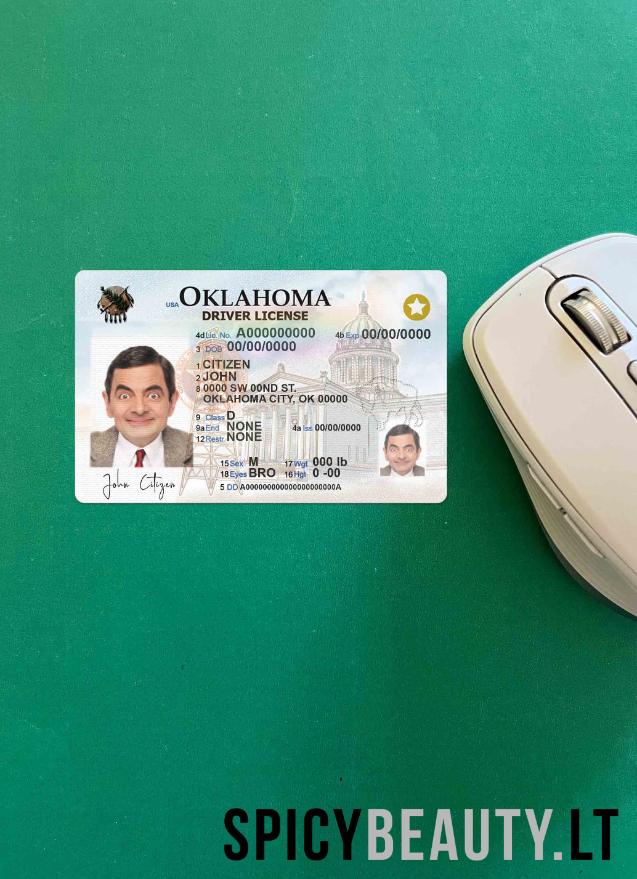 USA OKLAHOMA
DRIVER LICENSE
4d Lic. No. A000000000 4b Exp 00/00/0000
3 DOB 00/00/0000
1 CITIZEN
2 JOHN
8 0000 SW 00ND ST.
OKLAHOMA CITY, OK 00000
9 Class D
9a End NONE 4a Iss 00/00/0000
12 Restr NONE
15 Sex M 17 Wgt 000 lb
18 Eyes BRO 16 Hgt 0 -00
John Citizen
5 DD A0000000000000000000A
SPICYBEAUTY.LT